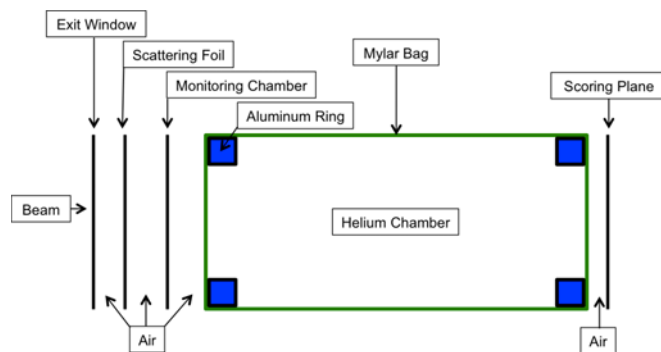 Exit Window
Scattering Foil
Mylar Bag
Monitoring Chamber
Scoring Plane
Aluminum Ring
Beam
Helium Chamber
Air
Air